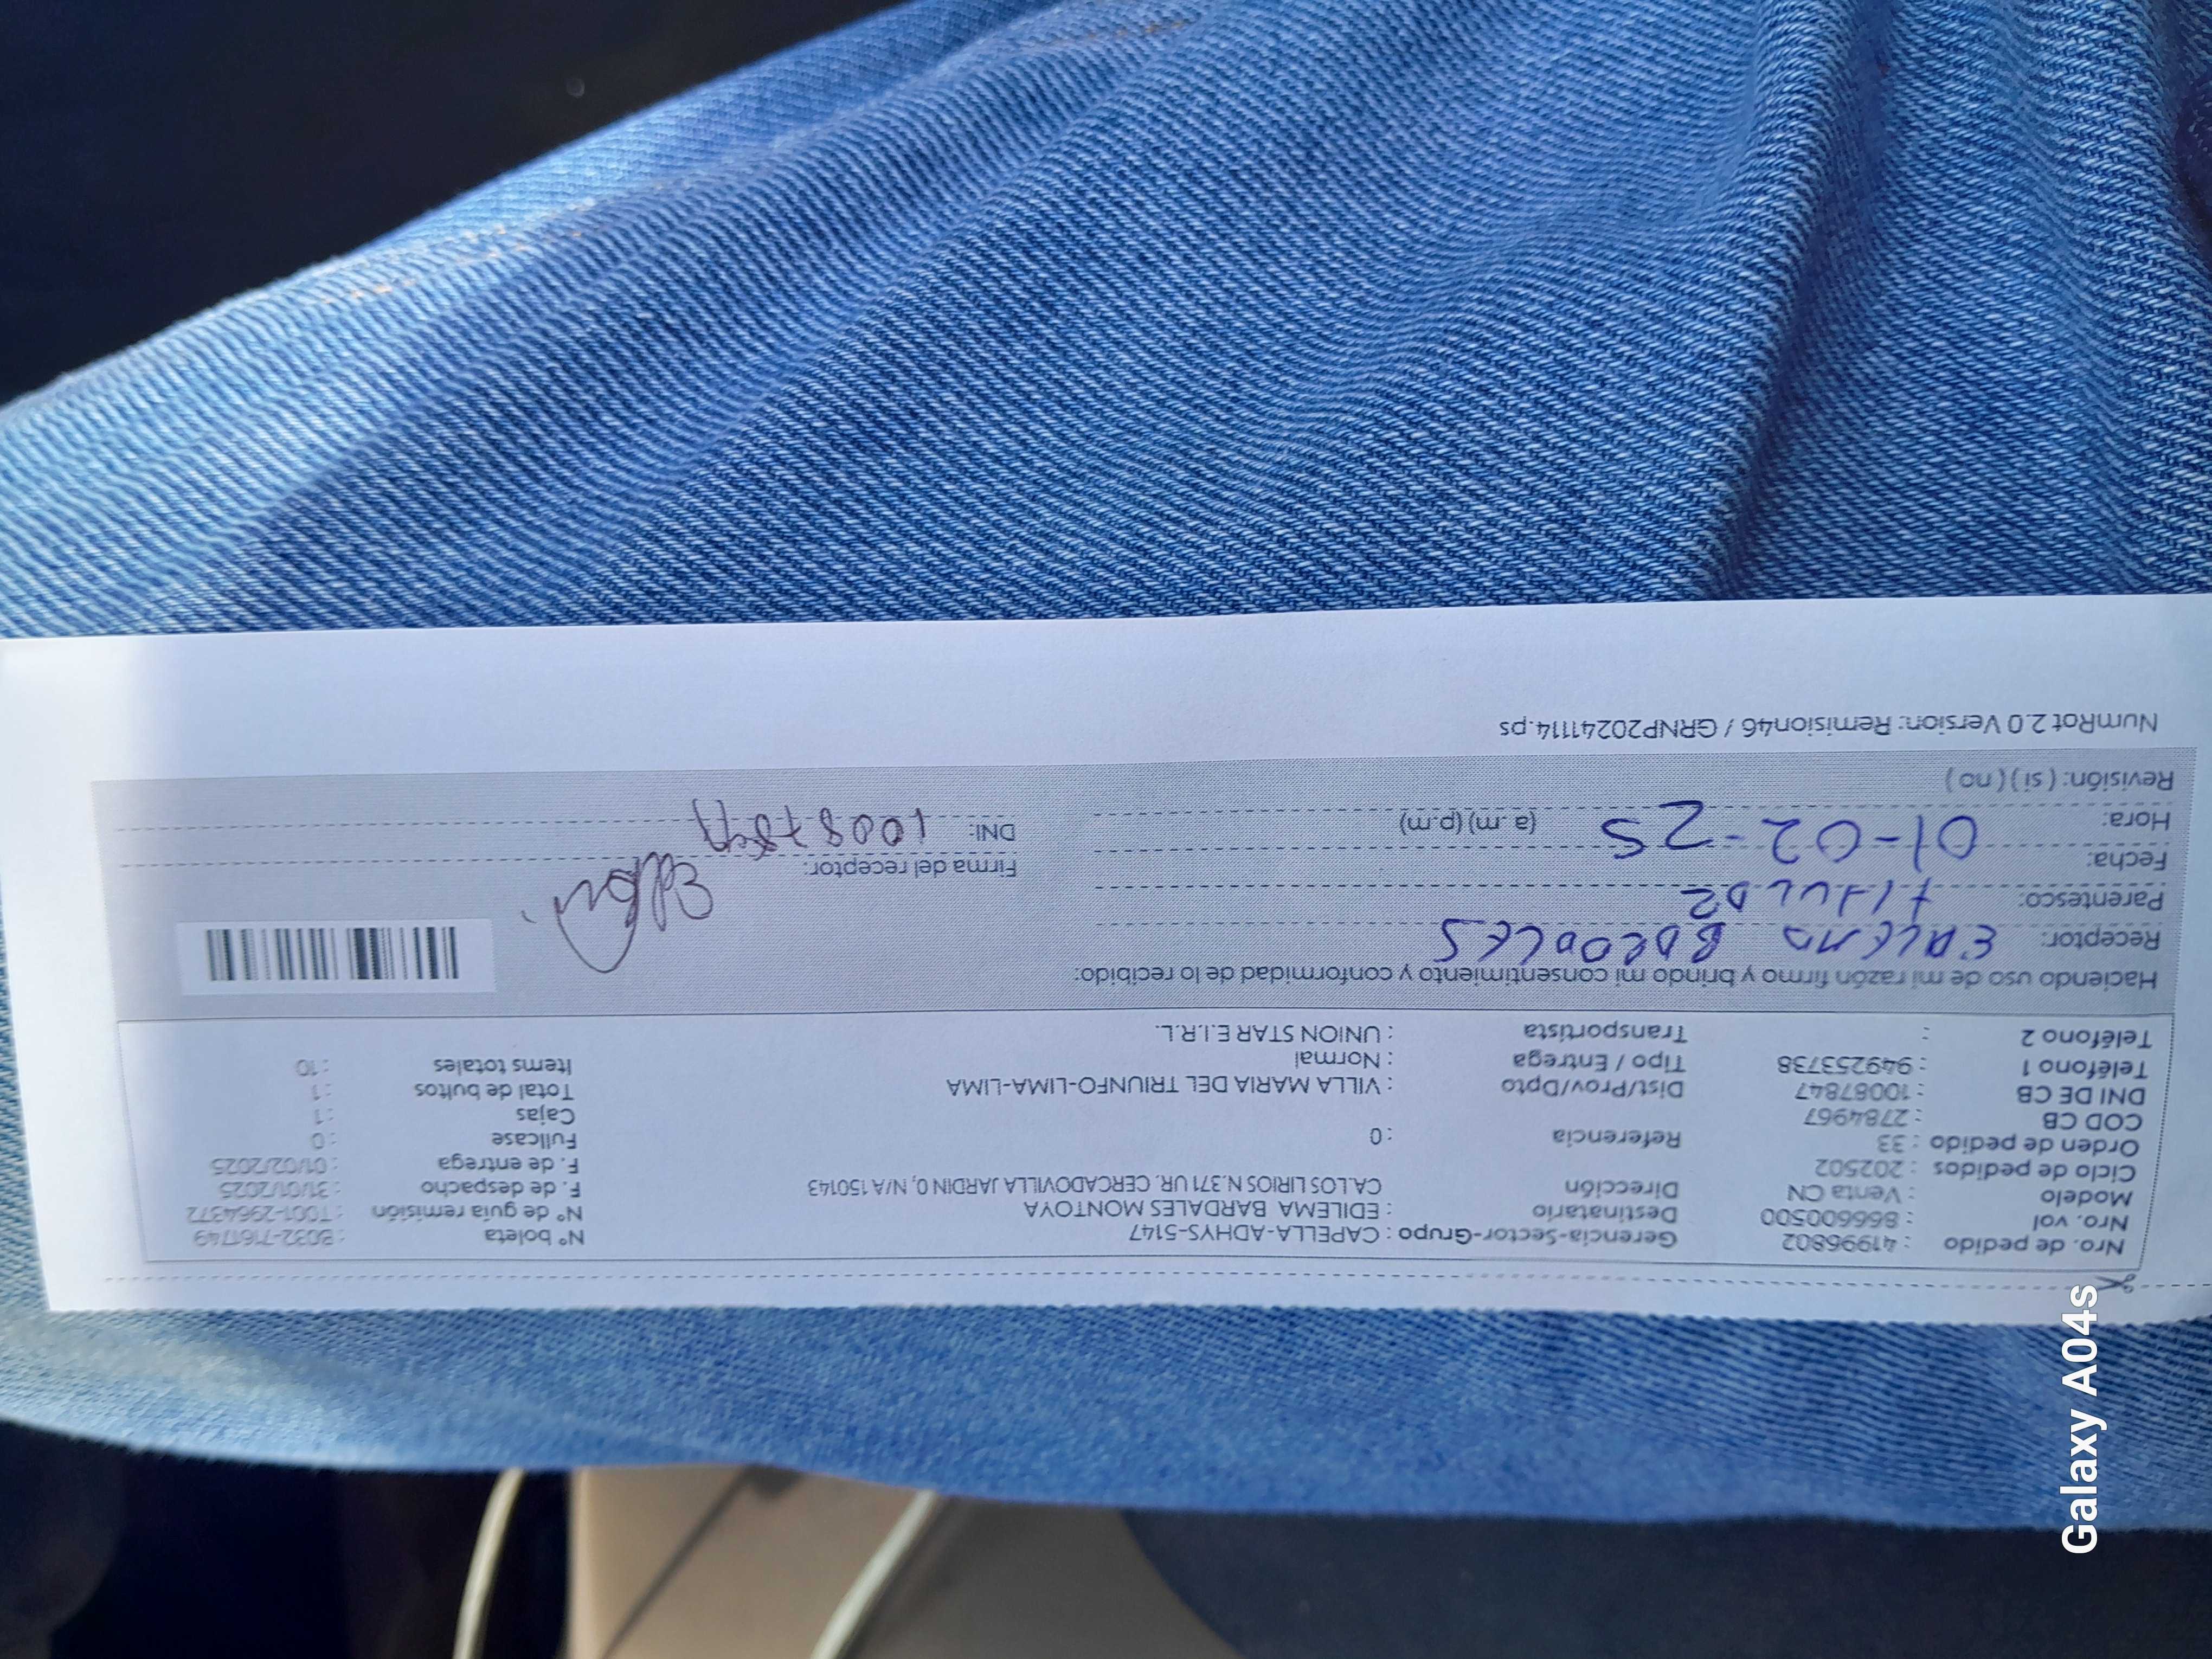 Nro. de pedido : 41996802
Nro. vol : 866600500
Modelo : Venta CN
Ciclo de pedidos : 202502
Orden de pedido : 33
COD CB : 2784967
DNI DE CB : 10087847
Teléfono 1 : 949253738
Teléfono 2 :
Gerencia-Sector-Grupo : CAPELLA-ADHYS-5147
Destinatario : EDILEMA BARDALES MONTOYA
Dirección CA.LOS LIRIOS N.371 UR. CERCADOVILLA JARDIN 0, N/A 150143
Referencia : 0
Dist/Prov/Dpto : VILLA MARIA DEL TRIUNFO-LIMA-LIMA
Tipo / Entrega : Normal
Transportista : UNION STAR E.I.R.L.
N° boleta : B032-7161749
N° de guía remisión : T001-2964372
F. de despacho : 31/01/2025
F. de entrega : 01/02/2025
Fullcase : 0
Cajas : 1
Total de bultos : 1
Items totales : 10
Haciendo uso de mi razón firmo y brindo mi consentimiento y conformidad de lo recibido:
Receptor:
Parentesco:
Fecha: 01-02-25
Hora: (a.m) (p.m)
Revisión: ( si ) ( no )
Firma del receptor:
DNI: 10087847
NumRot 2.0 Version: Remision46 / GRNP20241114.ps
Galaxy A04s